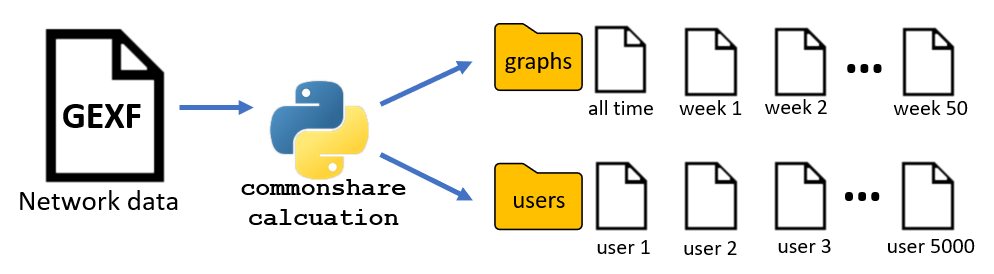 GEXF
Network data
commonshare
calcuation
graphs
all time
week 1
week 2
...
week 50
users
user 1
user 2
user 3
...
user 5000